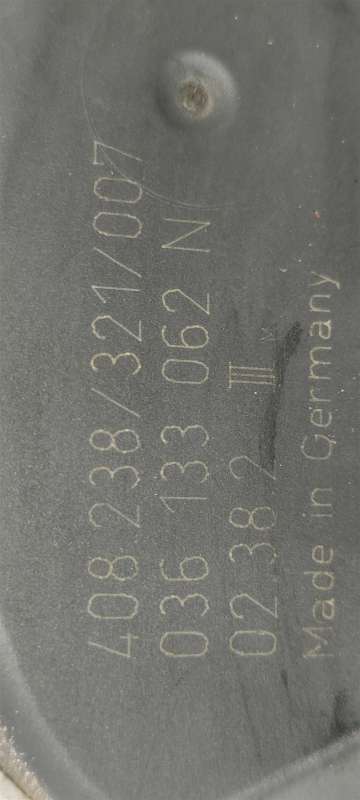 408 238/321/007
036 133 062 N
02.38 2 III
Made in Germany